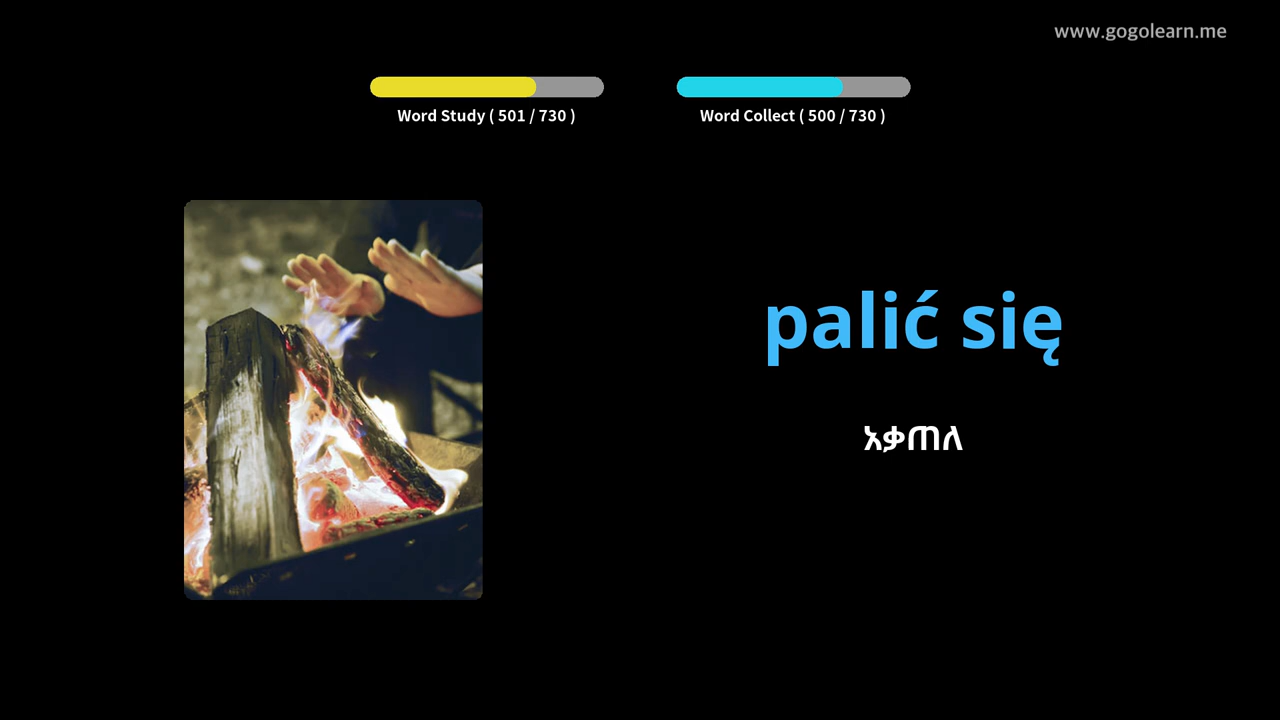 www.gogolearn.me
Word Study ( 501 / 730 )
Word Collect ( 500 / 730 )
palić się
አቃጠለ